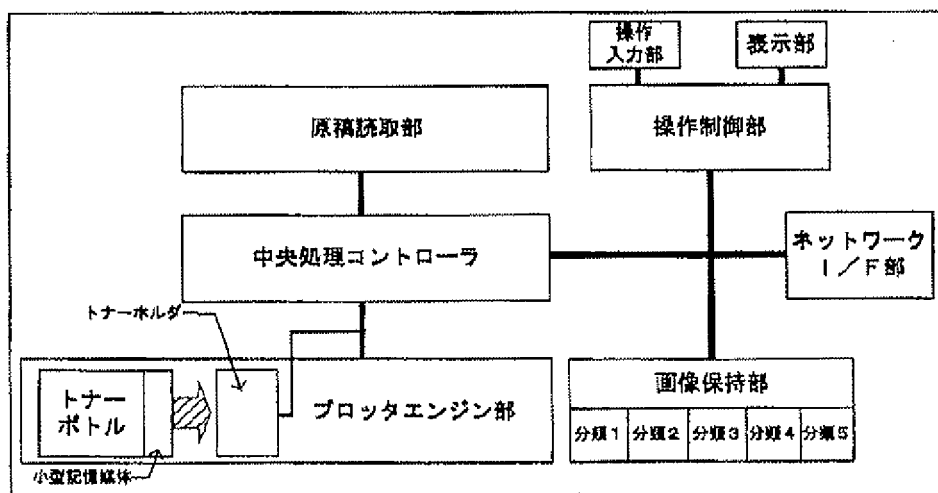 操作
入力部
表示部
原稿読取部
操作制御部
中央処理コントローラ
ネットワーク
I/F部
トナーホルダ
トナー
ボトル
プロッタエンジン部
小型記憶媒体
画像保持部
分類1 分類2 分類3 分類4 分類5